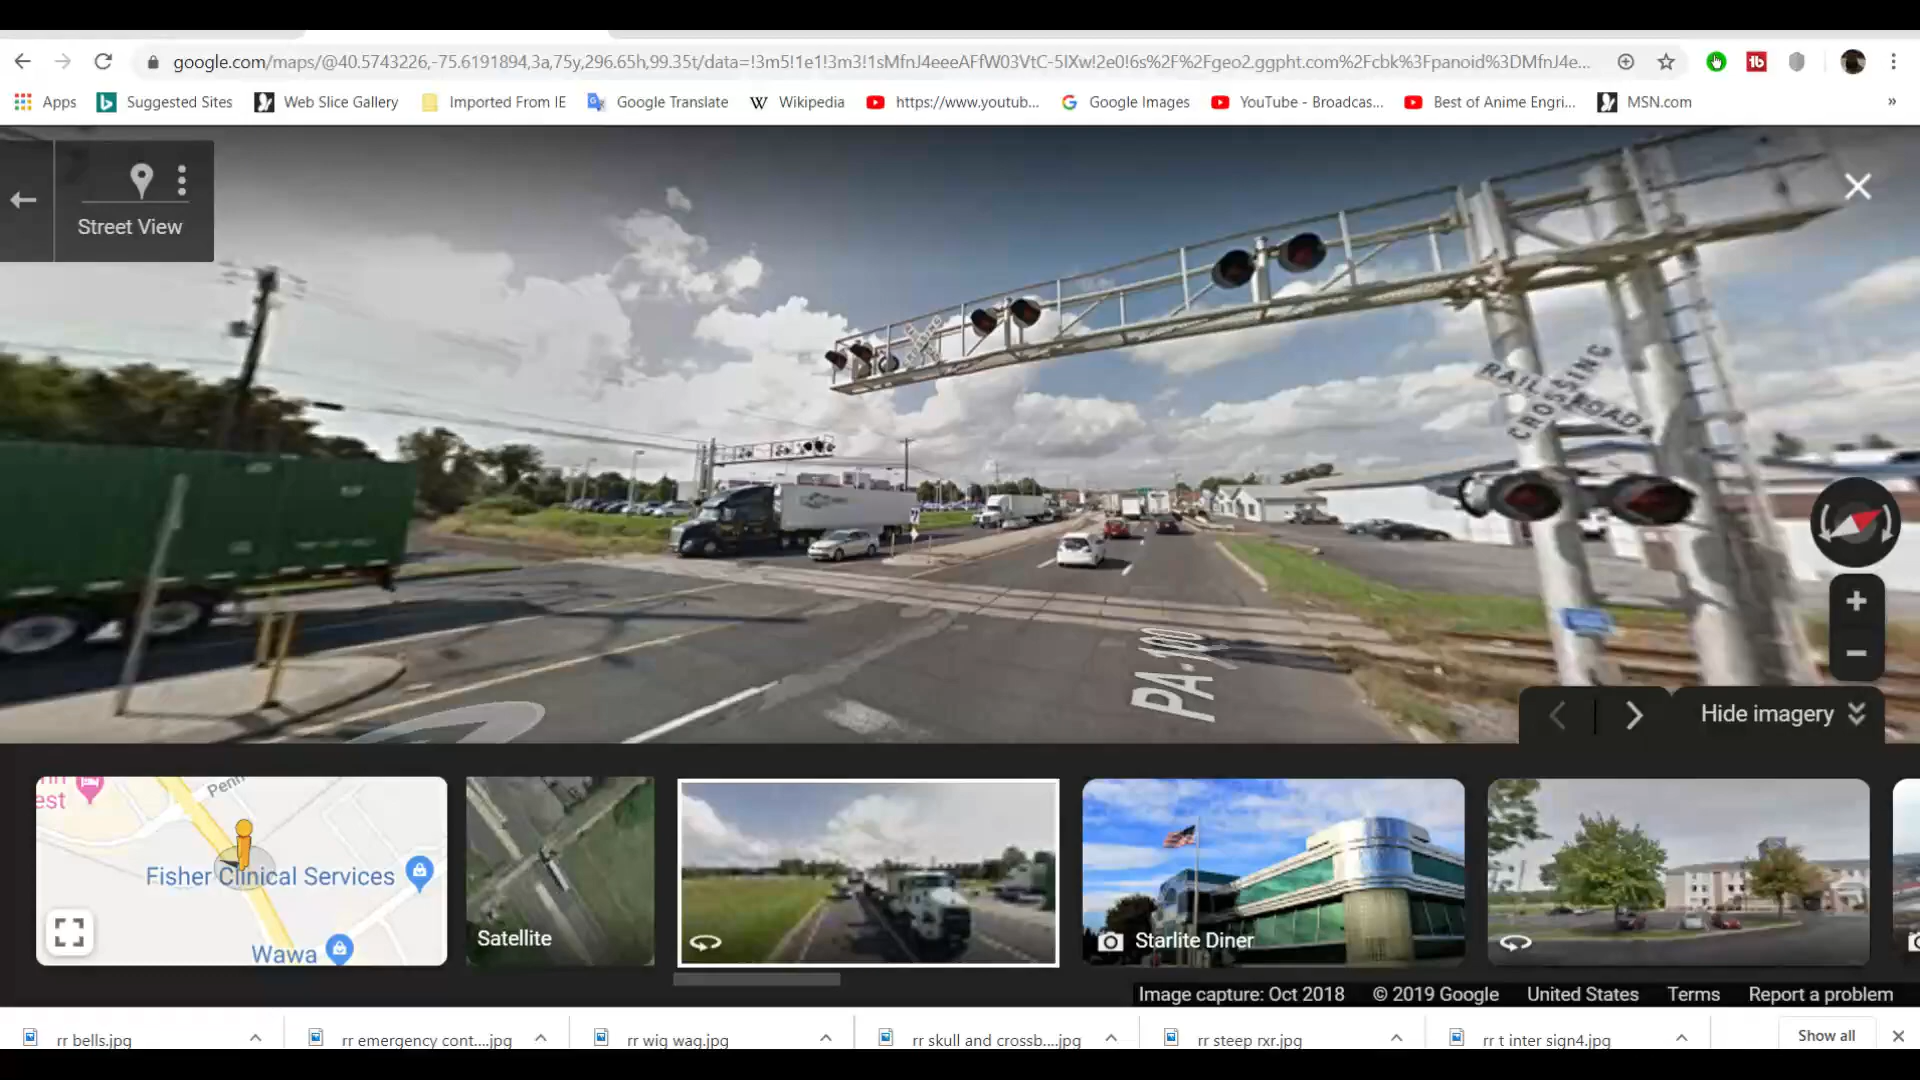 google.com/maps/@40.5743226,-75.6191894,3a,75y,296.65h,99.35t/data=!3m5!1e1!3m3!1sMfnJ4eeeAFfW03VtC-5IXw!2e0!6s%2F%2Fgeo2.ggpht.com%2Fcbk%3Fpanoid%3DMfnJ4e...
Apps
Suggested Sites
Web Slice Gallery
Imported From IE
Google Translate
Wikipedia
https://www.youtub...
Google Images
YouTube - Broadcas...
Best of Anime Engri...
MSN.com
»
Street View
RAILROAD
CROSSING
PA-100
Hide imagery
Penn
est
Fisher Clinical Services
Wawa
Satellite
Starlite Diner
Image capture: Oct 2018
© 2019 Google
United States
Terms
Report a problem
rr bells.jpg
rr emergency cont....jpg
rr wig wag.jpg
rr skull and crossb....jpg
rr steep rxr.jpg
rr t inter sign4.jpg
Show all